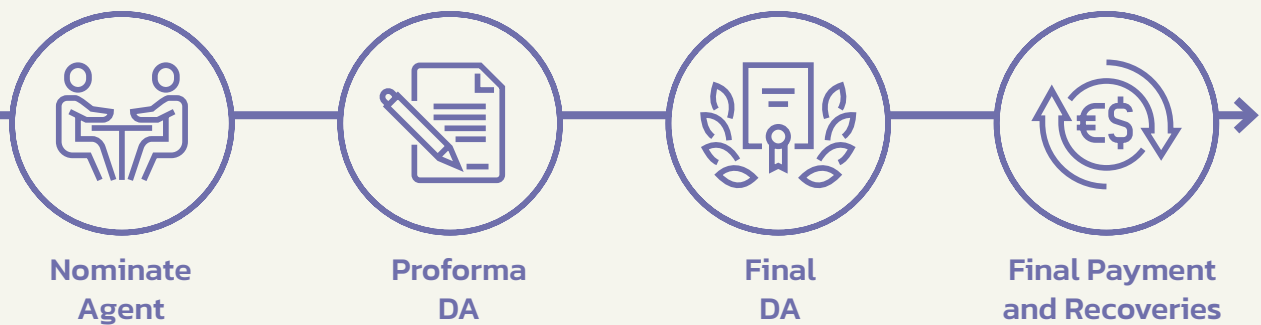 €$
Nominate
Agent
Proforma
DA
Final
DA
Final Payment
and Recoveries